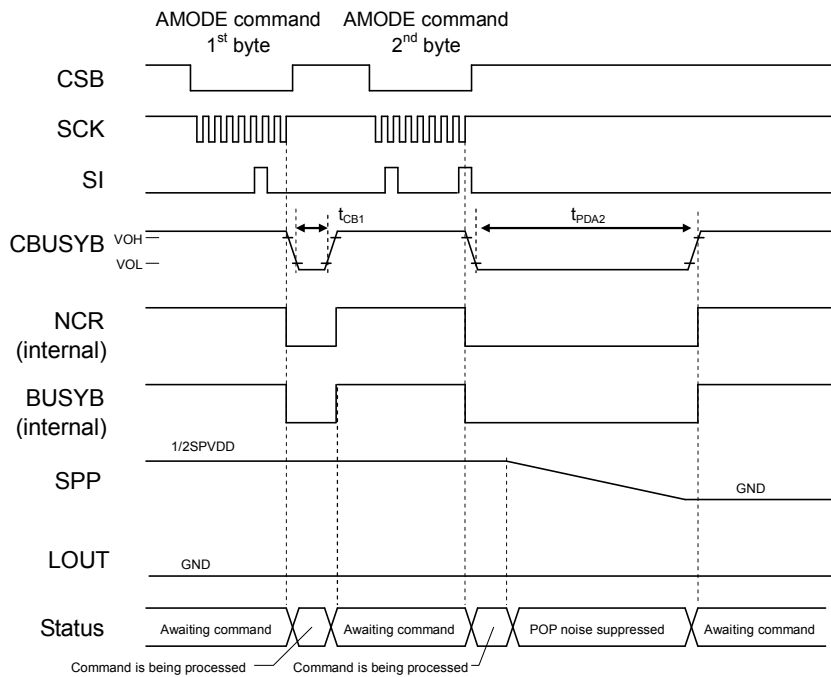 AMODE command
1st byte
AMODE command
2nd byte
CSB
SCK
SI
tCB1
tPDA2
CBUSYB
VOH
VOL
NCR
(internal)
BUSYB
(internal)
1/2SPVDD
SPP
GND
LOUT
GND
Status
Awaiting command
Awaiting command
POP noise suppressed
Awaiting command
Command is being processed
Command is being processed